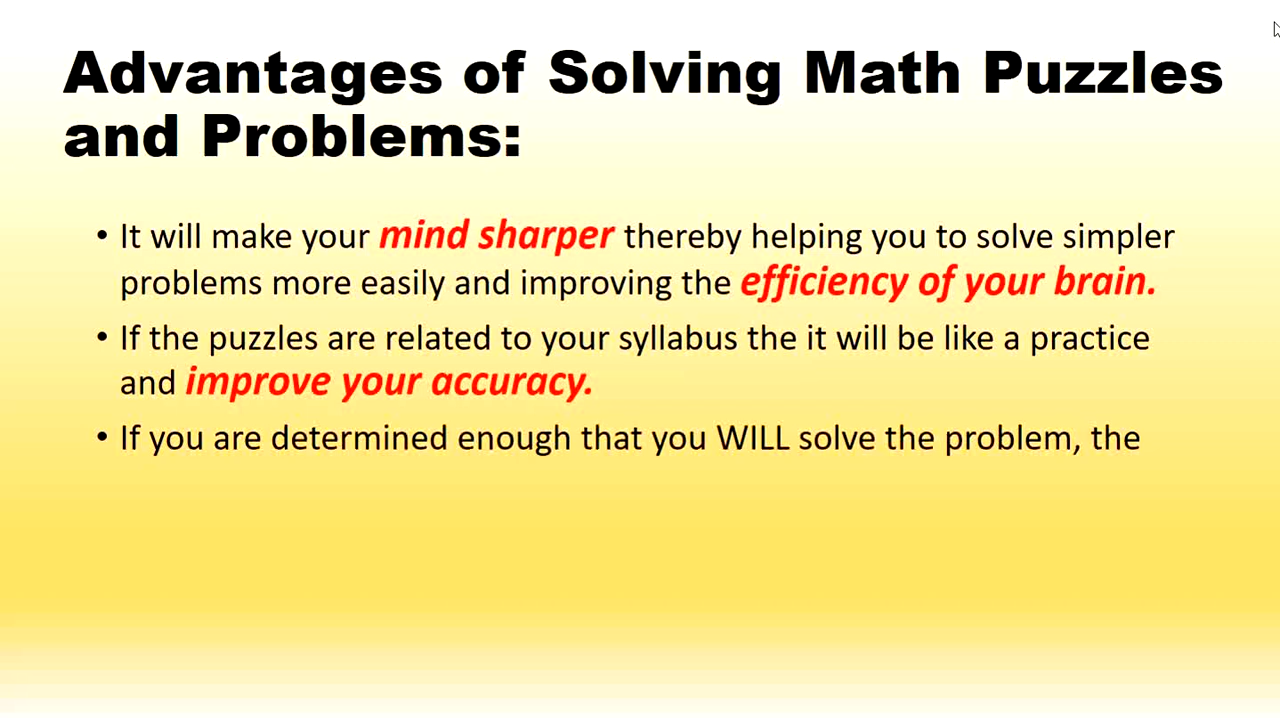 Advantages of Solving Math Puzzles
and Problems:
• It will make your mind sharper thereby helping you to solve simpler
problems more easily and improving the efficiency of your brain.
• If the puzzles are related to your syllabus the it will be like a practice
and improve your accuracy.
• If you are determined enough that you WILL solve the problem, the